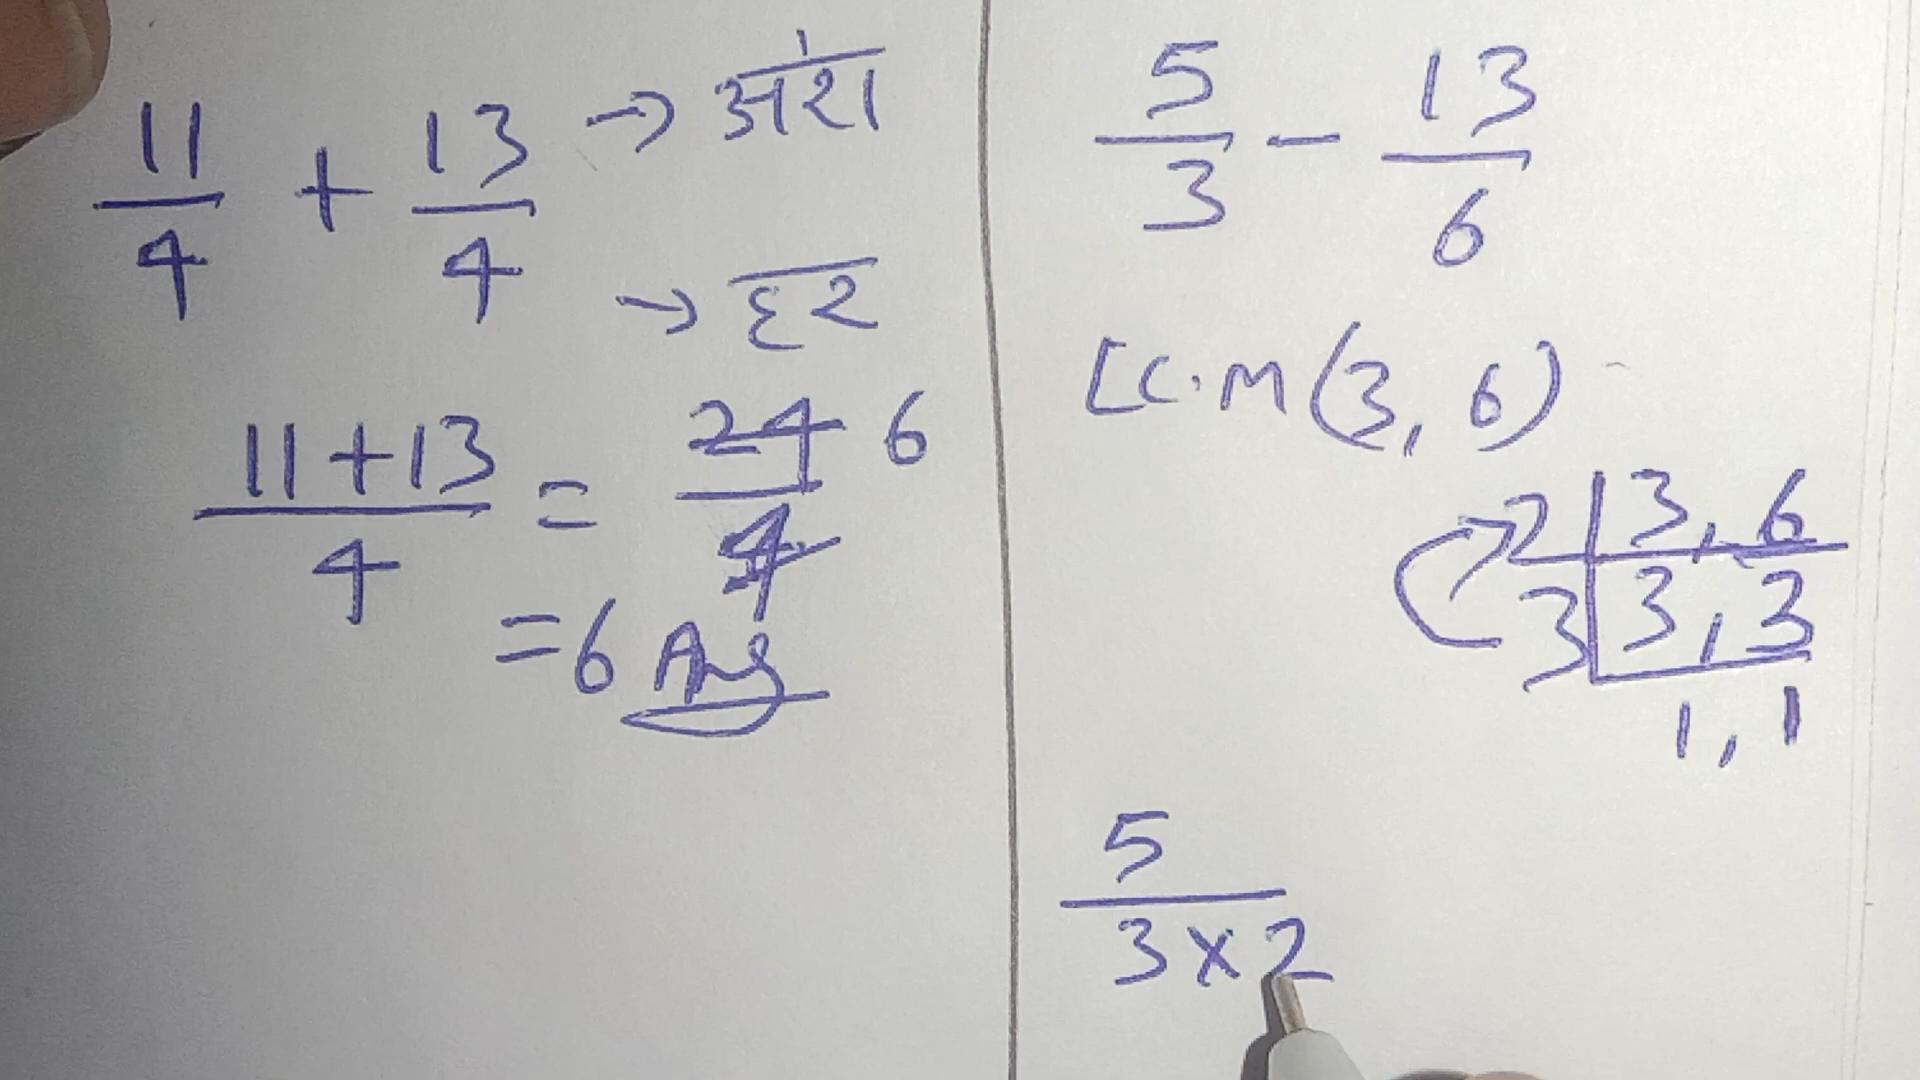 11/4 + 13/4 → अंश
→ हर
(11+13)/4 = 24/4 6
= 6 Ans
5/3 - 13/6
LC.M(3, 6)
2 | 3, 6
3 | 3, 3
1, 1
5/(3×2)